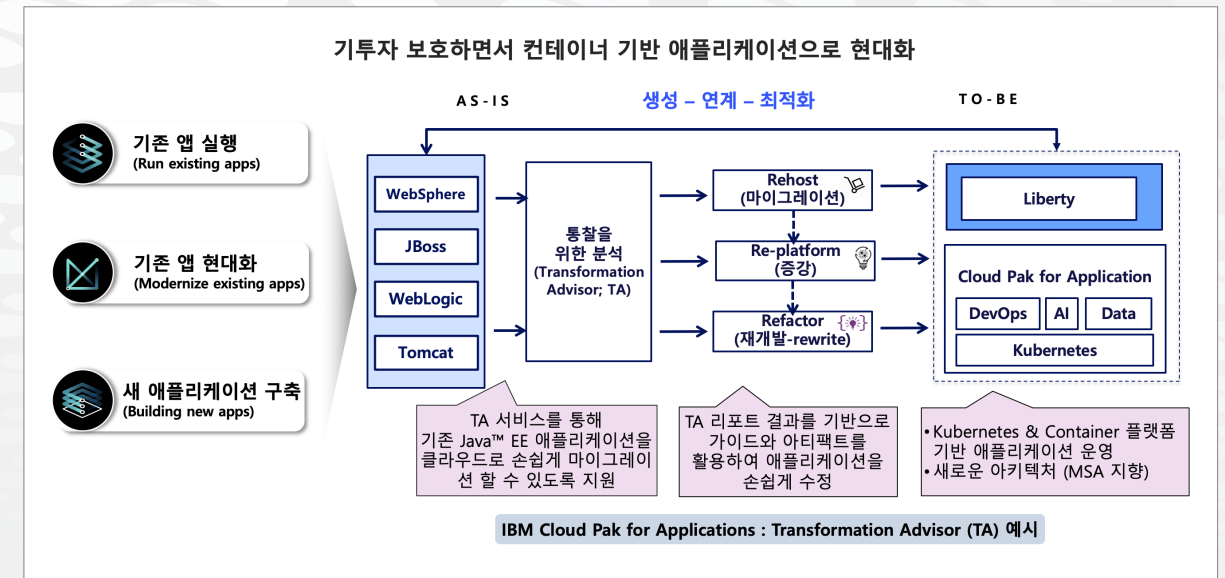 기투자 보호하면서 컨테이너 기반 애플리케이션으로 현대화
AS-IS
생성 – 연계 – 최적화
TO-BE
기존 앱 실행
(Run existing apps)
기존 앱 현대화
(Modernize existing apps)
새 애플리케이션 구축
(Building new apps)
WebSphere
JBoss
WebLogic
Tomcat
통찰을
위한 분석
(Transformation
Advisor; TA)
Rehost
(마이그레이션)
Re-platform
(증강)
Refactor
(재개발-rewrite)
Liberty
Cloud Pak for Application
DevOps
AI
Data
Kubernetes
TA 서비스를 통해
기존 Java™ EE 애플리케이션을
클라우드로 손쉽게 마이그레이
션 할 수 있도록 지원
TA 리포트 결과를 기반으로
가이드와 아티팩트를
활용하여 애플리케이션을
손쉽게 수정
• Kubernetes & Container 플랫폼
기반 애플리케이션 운영
• 새로운 아키텍처 (MSA 지향)
IBM Cloud Pak for Applications : Transformation Advisor (TA) 예시